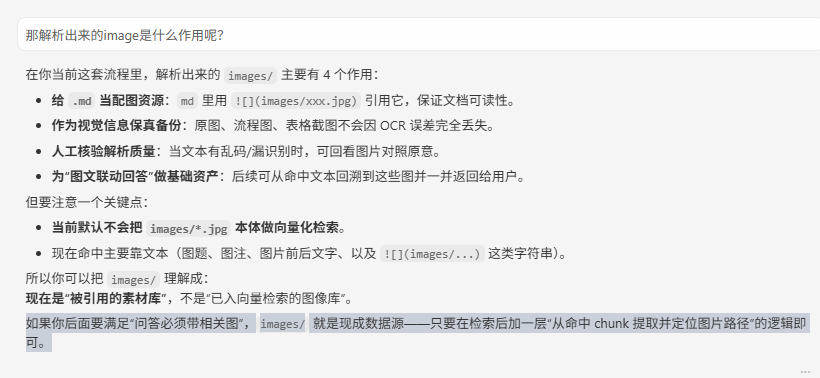 那解析出来的image是什么作用呢？
在你当前这套流程里，解析出来的 images/ 主要有 4 个作用：
• 给 .md 当配图资源：md 里用 ![](images/xxx.jpg) 引用它，保证文档可读性。
• 作为视觉信息保真备份：原图、流程图、表格截图不会因 OCR 误差完全丢失。
• 人工核验解析质量：当文本有乱码/漏识别时，可回看图片对照原意。
• 为“图文联动回答”做基础资产：后续可从命中文本回溯到这些图并一并返回给用户。
但要注意一个关键点：
• 当前默认不会把 images/*.jpg 本体做向量化检索。
• 现在命中主要靠文本（图题、图注、图片前后文字、以及 ![](images/...) 这类字符串）。
所以你可以把 images/ 理解成：
现在是“被引用的素材库”，不是“已入向量检索的图像库”。
如果你后面要满足“问答必须带相关图”，images/ 就是现成数据源——只要在检索后加一层“从命中 chunk 提取并定位图片路径”的逻辑即
可。
...